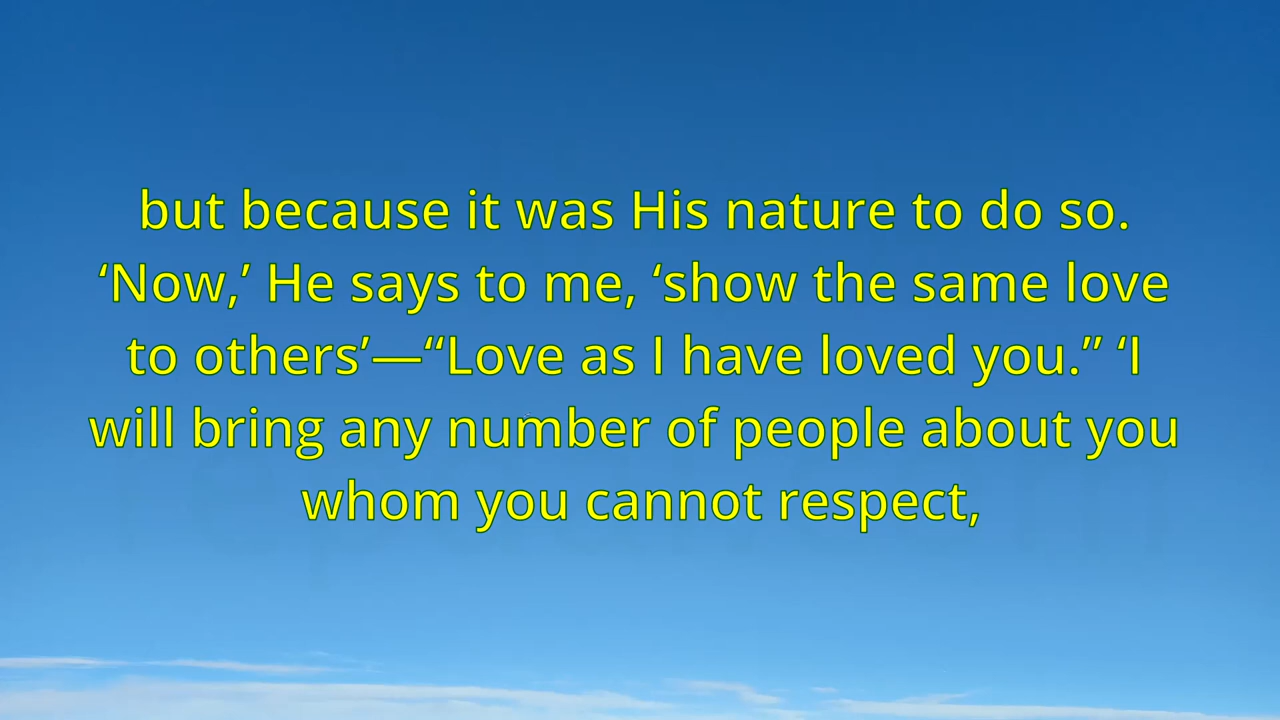 but because it was His nature to do so.
‘Now,’ He says to me, ‘show the same love
to others’—“Love as I have loved you.” ‘I
will bring any number of people about you
whom you cannot respect,